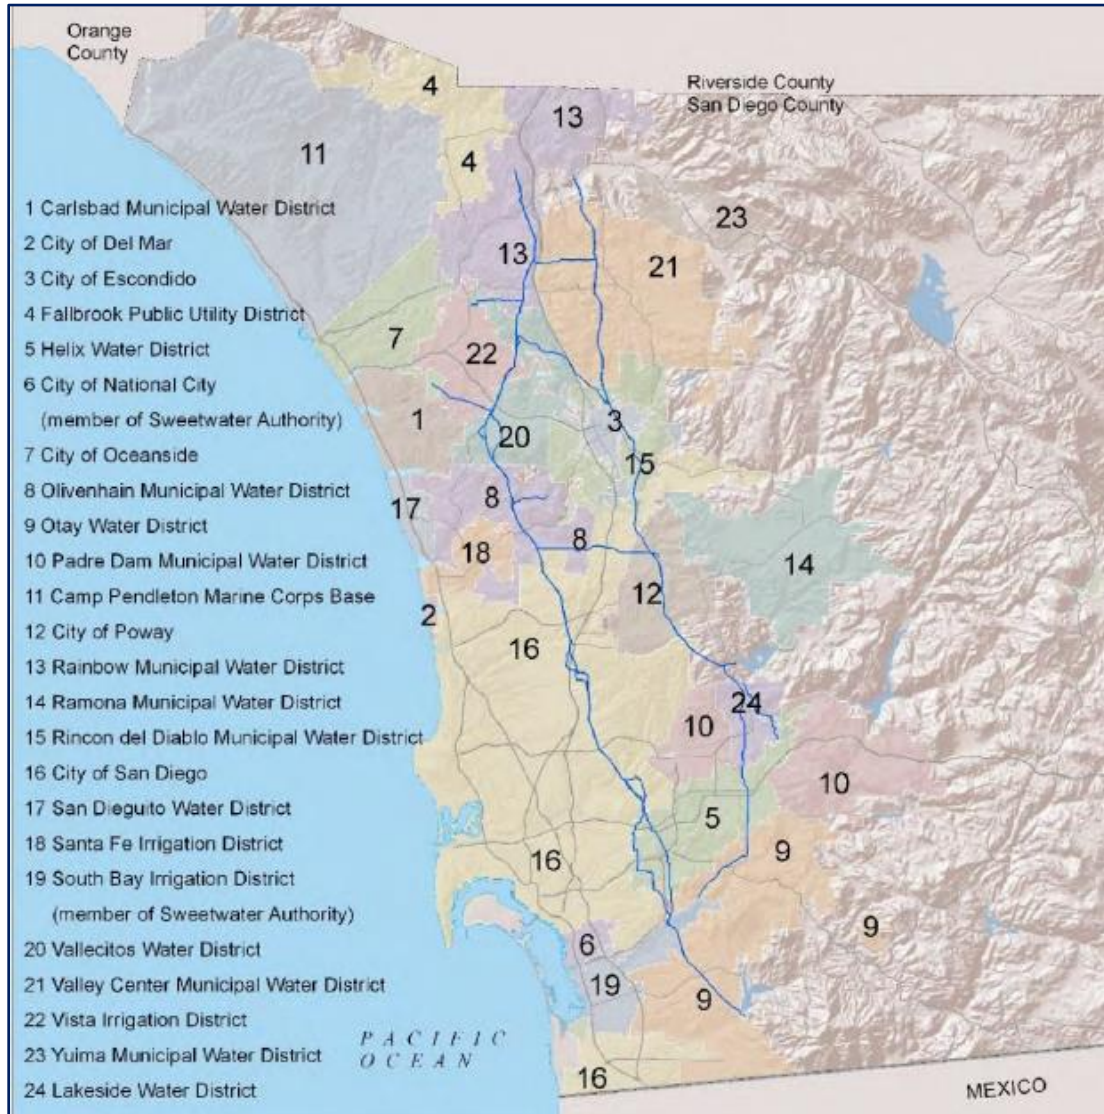 Orange
County
Riverside County
San Diego County
4
13
11
4
23
1 Carlsbad Municipal Water District
2 City of Del Mar
13
21
3 City of Escondido
4 Fallbrook Public Utility District
7
22
5 Helix Water District
6 City of National City
(member of Sweetwater Authority)
1
3
20
15
7 City of Oceanside
8 Olivenhain Municipal Water District
8
17
9 Otay Water District
8
18
10 Padre Dam Municipal Water District
14
11 Camp Pendleton Marine Corps Base
12
2
12 City of Poway
16
13 Rainbow Municipal Water District
14 Ramona Municipal Water District
24
15 Rincon del Diablo Municipal Water District
10
16 City of San Diego
10
17 San Dieguito Water District
5
18 Santa Fe Irrigation District
16
9
19 South Bay Irrigation District
(member of Sweetwater Authority)
9
20 Vallecitos Water District
6
21 Valley Center Municipal Water District
19
9
22 Vista Irrigation District
PACIFIC
OCEAN
23 Yuima Municipal Water District
16
24 Lakeside Water District
MEXICO